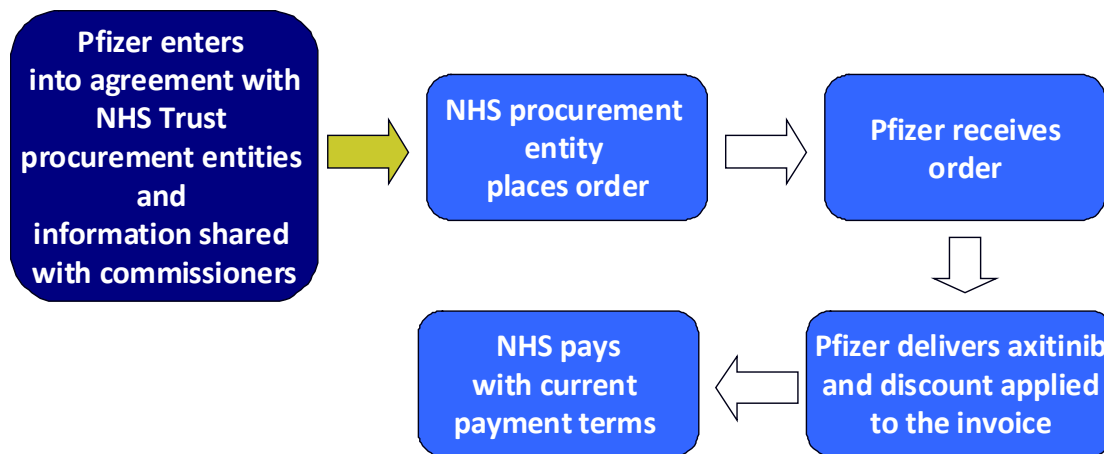 Pfizer enters
into agreement with
NHS Trust
procurement entities
and
information shared
with commissioners
NHS procurement
entity
places order
Pfizer receives
order
Pfizer delivers axitinib
and discount applied
to the invoice
NHS pays
with current
payment terms